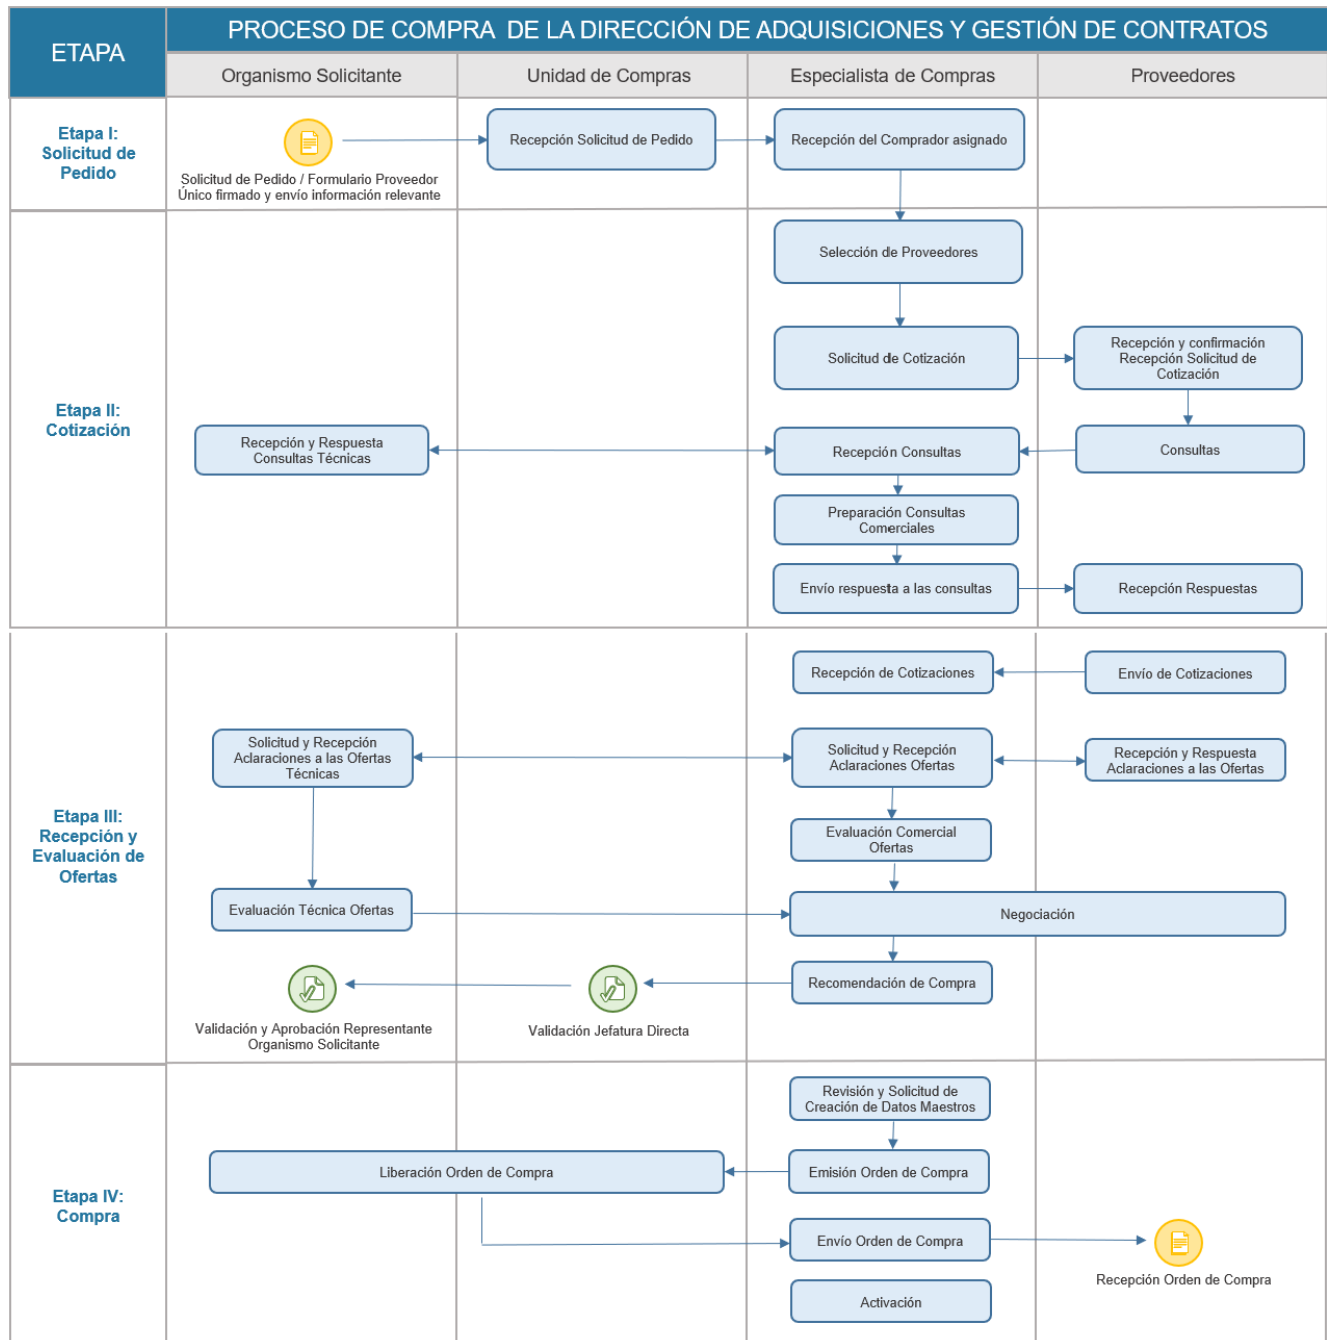 ETAPA
PROCESO DE COMPRA DE LA DIRECCIÓN DE ADQUISICIONES Y GESTIÓN DE CONTRATOS
Organismo Solicitante
Unidad de Compras
Especialista de Compras
Proveedores
Etapa I:
Solicitud de
Pedido
Solicitud de Pedido / Formulario Proveedor
Único firmado y envío información relevante
Recepción Solicitud de Pedido
Recepción del Comprador asignado
Etapa II:
Cotización
Selección de Proveedores
Solicitud de Cotización
Recepción y confirmación
Recepción Solicitud de
Cotización
Recepción y Respuesta
Consultas Técnicas
Recepción Consultas
Consultas
Preparación Consultas
Comerciales
Envío respuesta a las consultas
Recepción Respuestas
Etapa III:
Recepción y
Evaluación de
Ofertas
Recepción de Cotizaciones
Envío de Cotizaciones
Solicitud y Recepción
Aclaraciones a las Ofertas
Técnicas
Solicitud y Recepción
Aclaraciones Ofertas
Recepción y Respuesta
Aclaraciones a las Ofertas
Evaluación Comercial
Ofertas
Evaluación Técnica Ofertas
Negociación
Recomendación de Compra
Validación y Aprobación Representante
Organismo Solicitante
Validación Jefatura Directa
Etapa IV:
Compra
Revisión y Solicitud de
Creación de Datos Maestros
Liberación Orden de Compra
Emisión Orden de Compra
Envío Orden de Compra
Recepción Orden de Compra
Activación